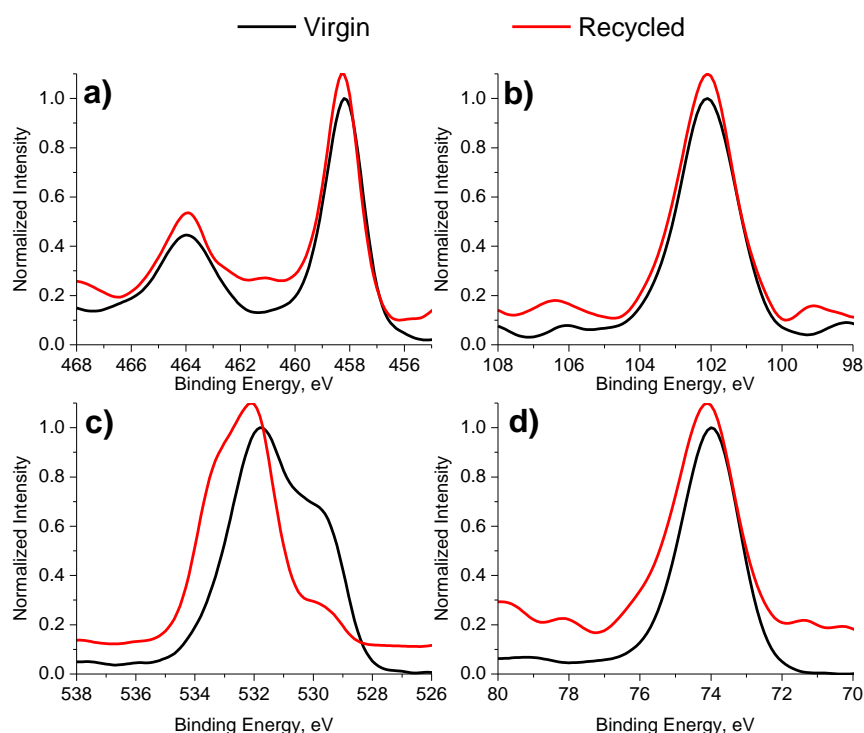 Virgin Recycled
a) b)
Normalized Intensity
1.0
0.8
0.6
0.4
0.2
0.0
468 466 464 462 460 458 456
Binding Energy, eV
Normalized Intensity
1.0
0.8
0.6
0.4
0.2
0.0
108 106 104 102 100 98
Binding Energy, eV
c) d)
Normalized Intensity
1.0
0.8
0.6
0.4
0.2
0.0
538 536 534 532 530 528 526
Binding Energy, eV
Normalized Intensity
1.0
0.8
0.6
0.4
0.2
0.0
80 78 76 74 72 70
Binding Energy, eV